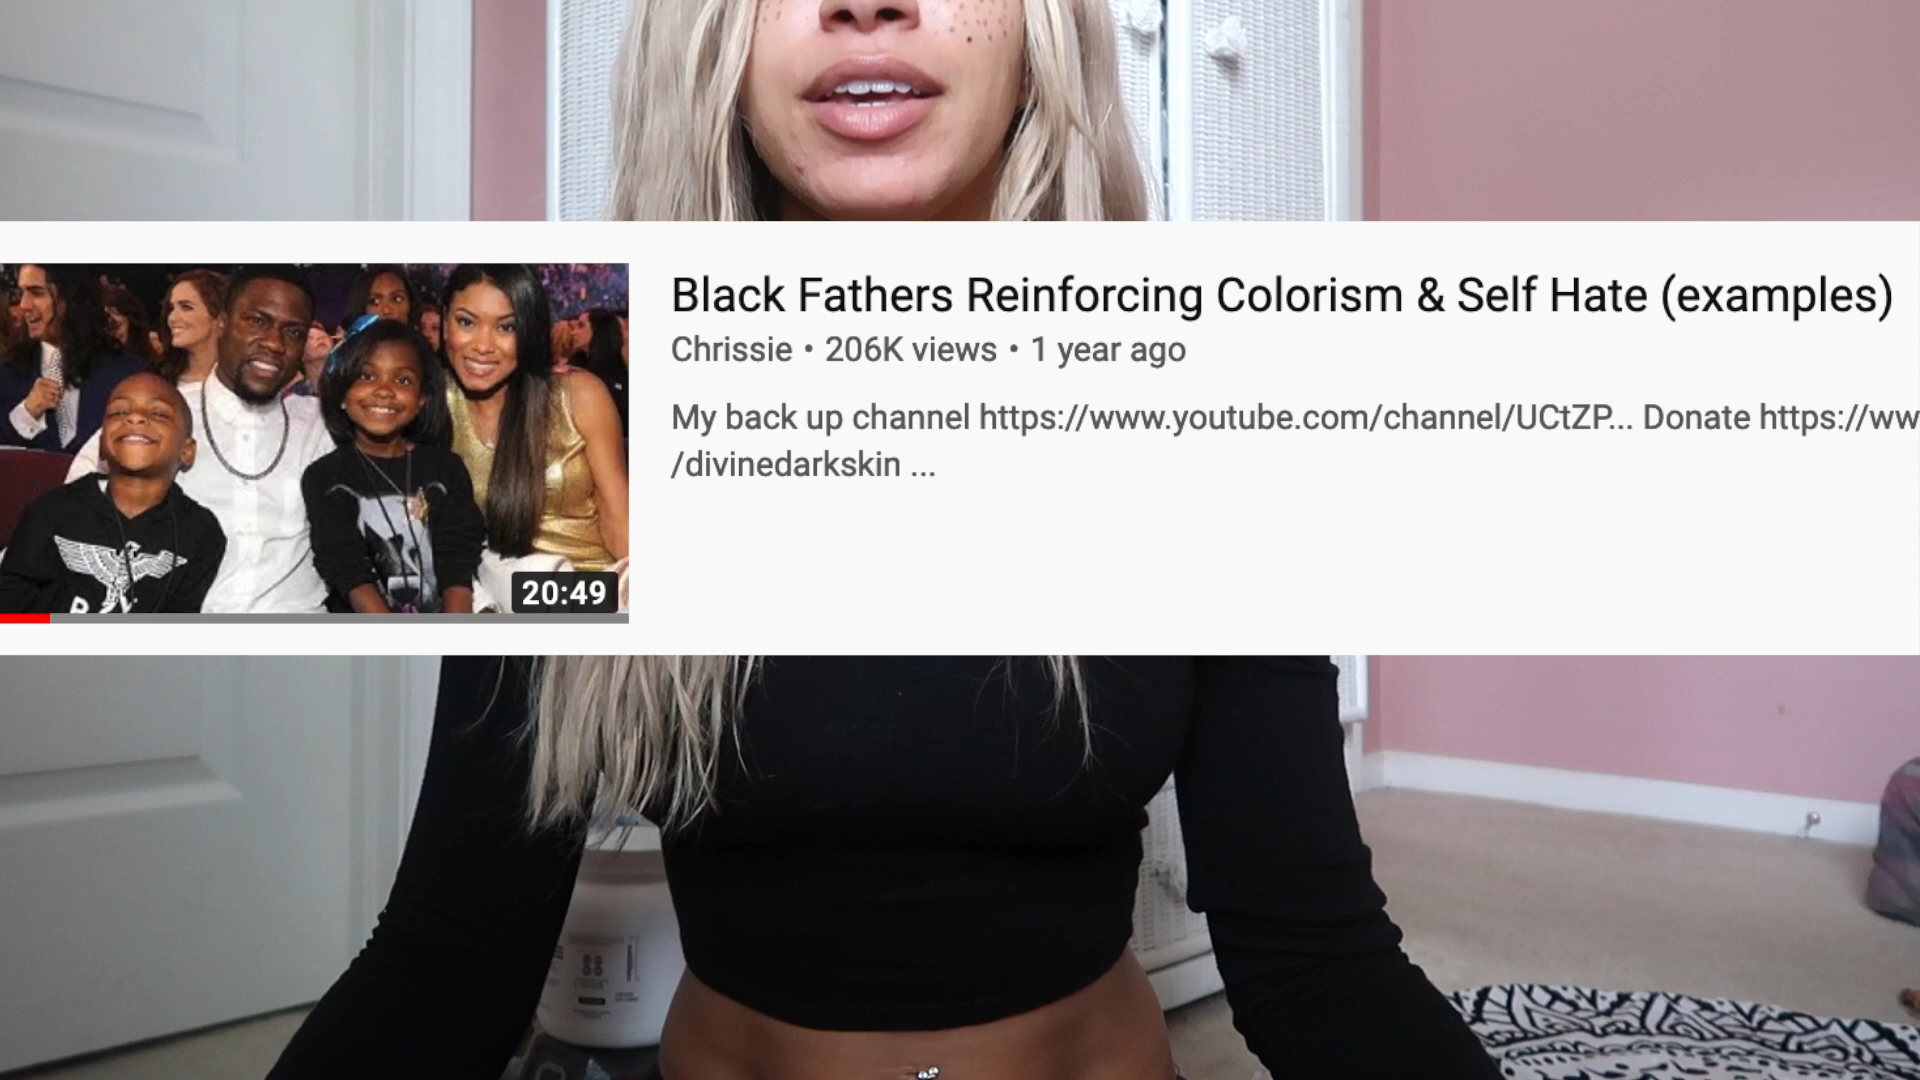 Black Fathers Reinforcing Colorism & Self Hate (examples)
Chrissie • 206K views • 1 year ago
My back up channel https://www.youtube.com/channel/UCtZP... Donate https://ww
/divinedarkskin ...
20:49